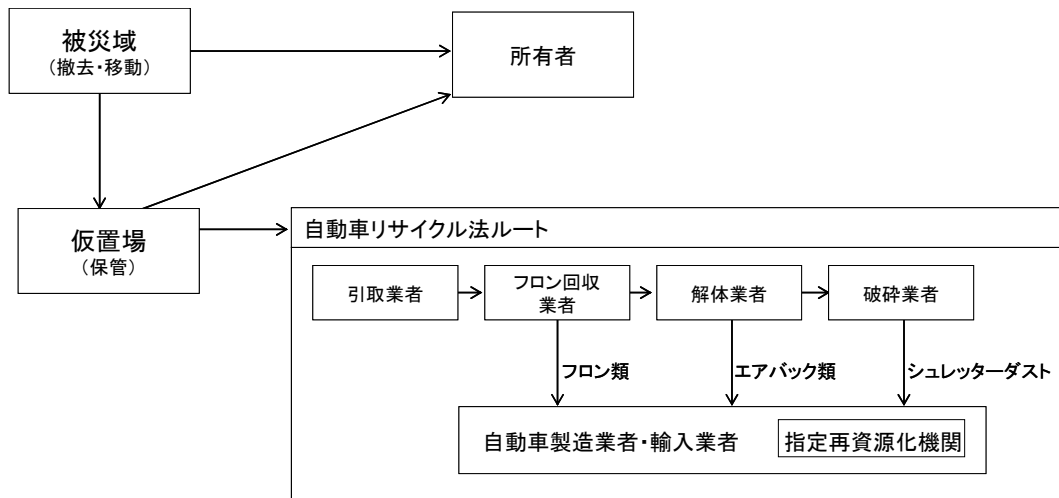 被災域
（撤去・移動）
所有者
仮置場
（保管）
自動車リサイクル法ルート
引取業者
フロン回収
業者
解体業者
破砕業者
フロン類
エアバック類
シュレッターダスト
自動車製造業者・輸入業者
指定再資源化機関